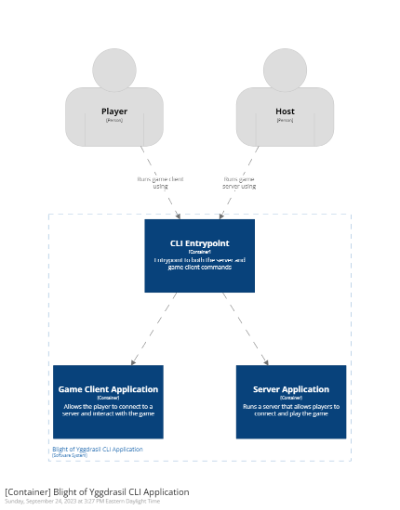 Player
[Person]
Host
[Person]
Runs game client
using
Runs game
server using
CLI Entrypoint
[Container]
Entrypoint to both the server and
game client commands
Game Client Application
[Container]
Allows the player to connect to a
server and interact with the game
Server Application
[Container]
Runs a server that allows players to
connect and play the game
Blight of Yggdrasil CLI Application
[Software System]
[Container] Blight of Yggdrasil CLI Application
Sunday, September 24, 2023 at 3:27 PM Eastern Daylight Time